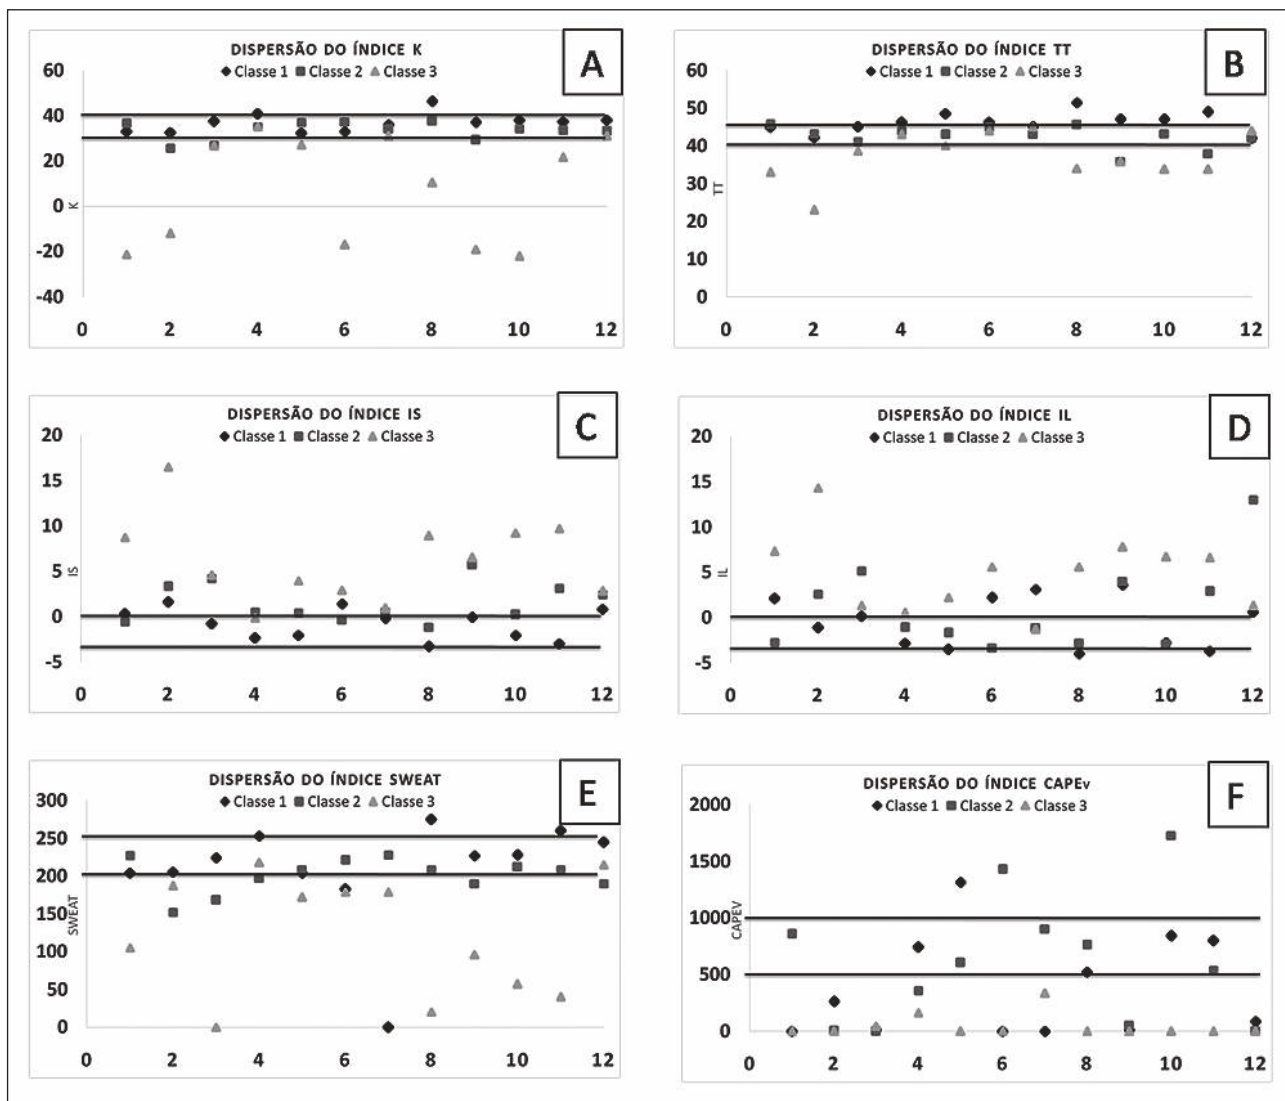 DISPERSÃO DO ÍNDICE K
Classe 1 Classe 2 Classe 3
A
60
40
20
0
-20
-40
K
0 2 4 6 8 10 12
DISPERSÃO DO ÍNDICE TT
Classe 1 Classe 2 Classe 3
B
60
50
40
30
20
10
0
TT
0 2 4 6 8 10 12
DISPERSÃO DO ÍNDICE IS
Classe 1 Classe 2 Classe 3
C
20
15
10
5
0
-5
IS
0 2 4 6 8 10 12
DISPERSÃO DO ÍNDICE IL
Classe 1 Classe 2 Classe 3
D
20
15
10
5
0
-5
IL
0 2 4 6 8 10 12
DISPERSÃO DO ÍNDICE SWEAT
Classe 1 Classe 2 Classe 3
E
300
250
200
150
100
50
0
SWEAT
0 2 4 6 8 10 12
DISPERSÃO DO ÍNDICE CAPEv
Classe 1 Classe 2 Classe 3
F
2000
1500
1000
500
0
CAPEV
0 2 4 6 8 10 12